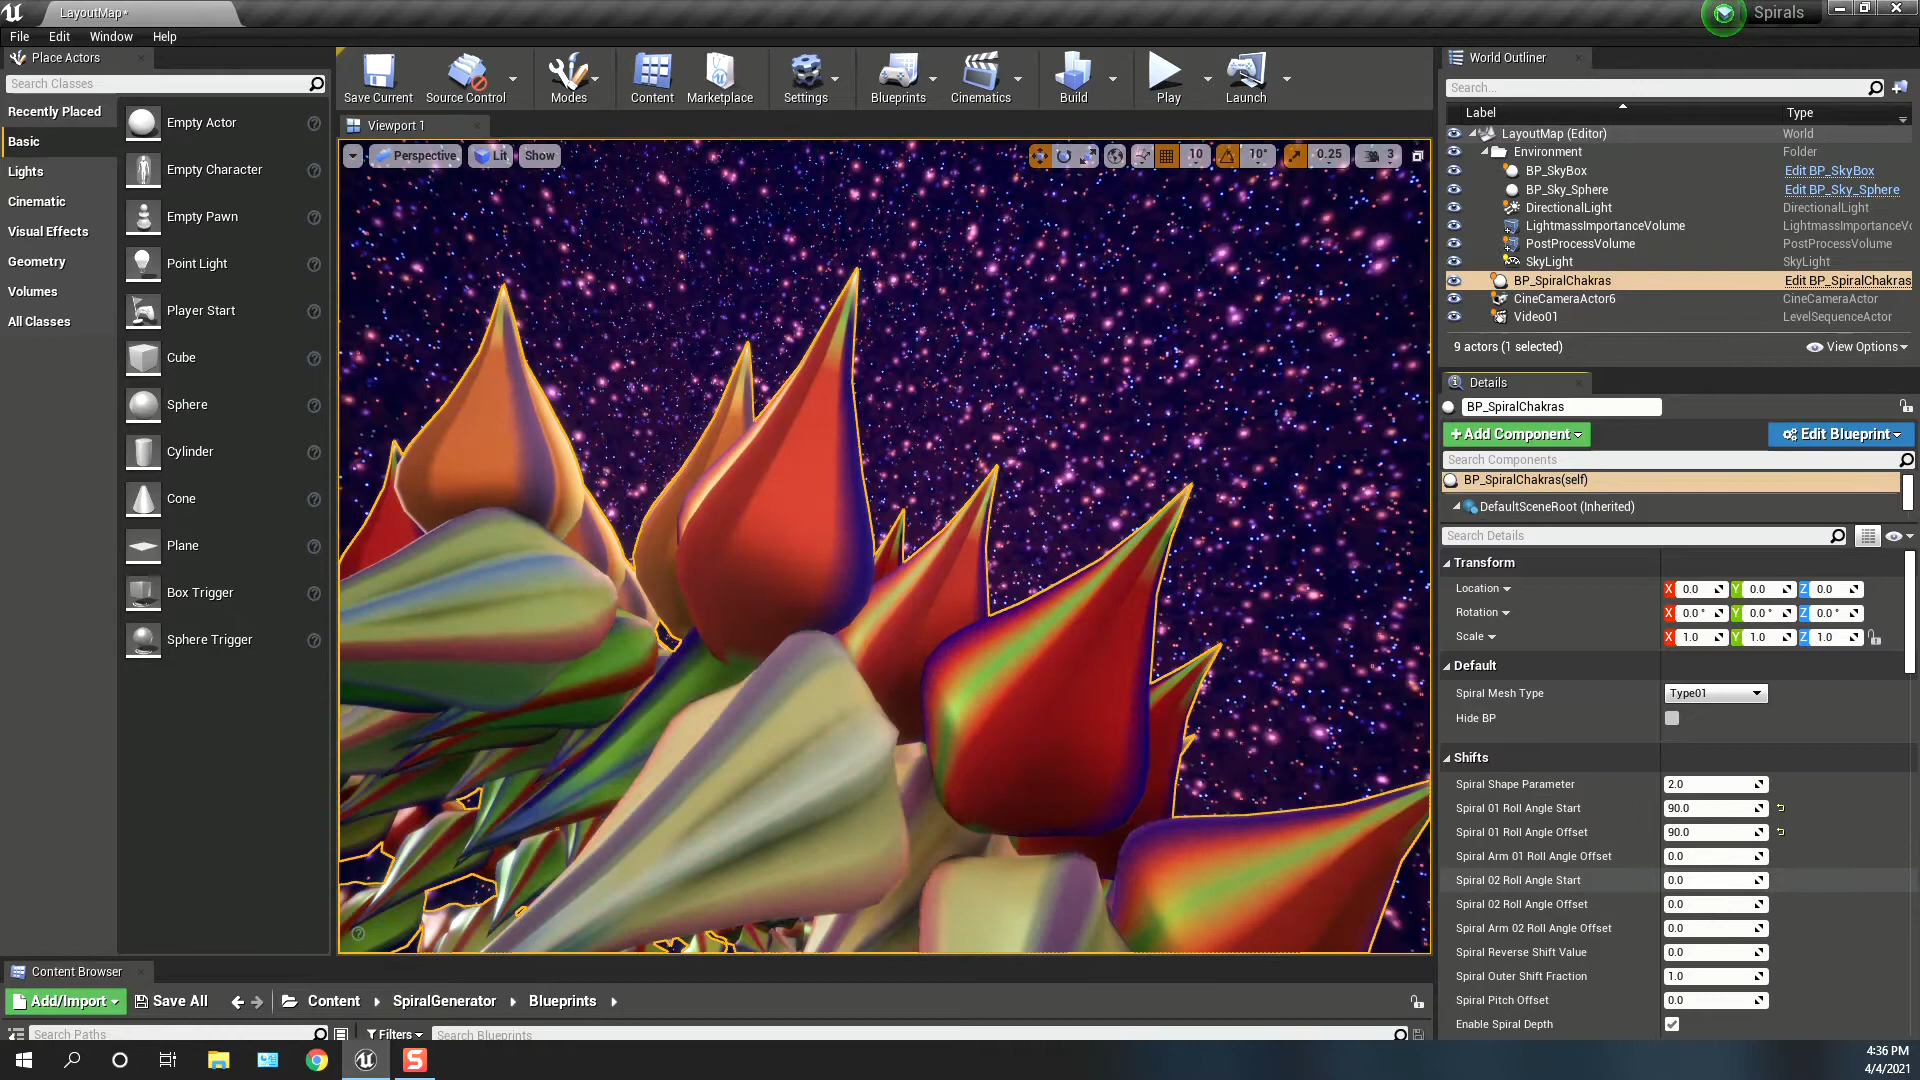 LayoutMap*
Spirals
File Edit Window Help
Place Actors
Search Classes
Recently Placed
Basic
Lights
Cinematic
Visual Effects
Geometry
Volumes
All Classes
Empty Actor
Empty Character
Empty Pawn
Point Light
Player Start
Cube
Sphere
Cylinder
Cone
Plane
Box Trigger
Sphere Trigger
Save Current Source Control Modes Content Marketplace Settings Blueprints Cinematics Build Play Launch
Viewport 1
Perspective Lit Show 10 10° 0.25 3
World Outliner
Search...
Label Type
LayoutMap (Editor) World
Environment Folder
BP_SkyBox Edit BP_SkyBox
BP_Sky_Sphere Edit BP_Sky_Sphere
DirectionalLight DirectionalLight
LightmassImportanceVolume LightmassImportanceVo
PostProcessVolume PostProcessVolume
SkyLight SkyLight
BP_SpiralChakras Edit BP_SpiralChakras
CineCameraActor6 CineCameraActor
Video01 LevelSequenceActor
9 actors (1 selected) View Options
Details
BP_SpiralChakras
+Add Component Edit Blueprint
Search Components
BP_SpiralChakras(self)
DefaultSceneRoot (Inherited)
Search Details
Transform
Location X 0.0 Y 0.0 Z 0.0
Rotation X 0.0 ° Y 0.0 ° Z 0.0 °
Scale X 1.0 Y 1.0 Z 1.0
Default
Spiral Mesh Type Type01
Hide BP
Shifts
Spiral Shape Parameter 2.0
Spiral 01 Roll Angle Start 90.0
Spiral 01 Roll Angle Offset 90.0
Spiral Arm 01 Roll Angle Offset 0.0
Spiral 02 Roll Angle Start 0.0
Spiral 02 Roll Angle Offset 0.0
Spiral Arm 02 Roll Angle Offset 0.0
Spiral Reverse Shift Value 0.0
Spiral Outer Shift Fraction 1.0
Spiral Pitch Offset 0.0
Enable Spiral Depth
Content Browser
Add/Import Save All Content SpiralGenerator Blueprints
Search Paths Filters Search Blueprints
4:36 PM
4/4/2021